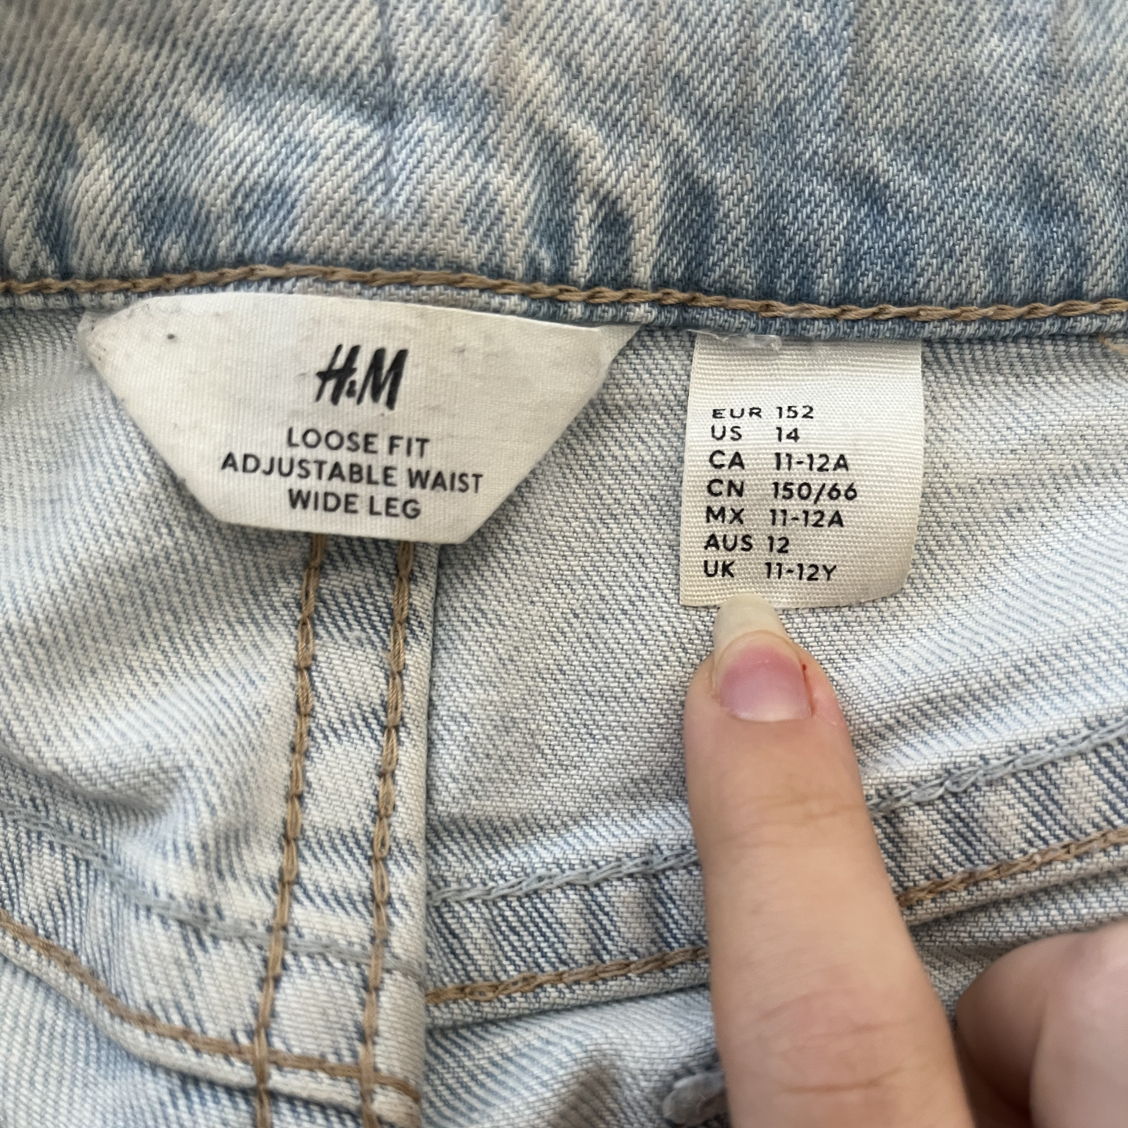 H&M
LOOSE FIT
ADJUSTABLE WAIST
WIDE LEG
EUR 152
US 14
CA 11-12A
CN 150/66
MX 11-12A
AUS 12
UK 11-12Y